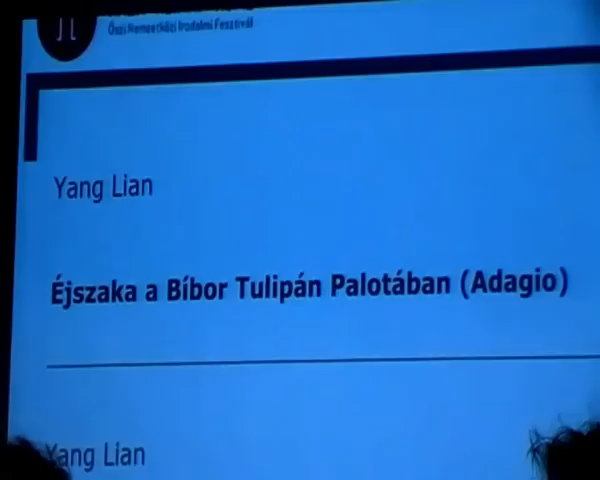 Őszi Nemzetközi Irodalmi Fesztivál
Yang Lian
Éjszaka a Bíbor Tulipán Palotában (Adagio)
Yang Lian